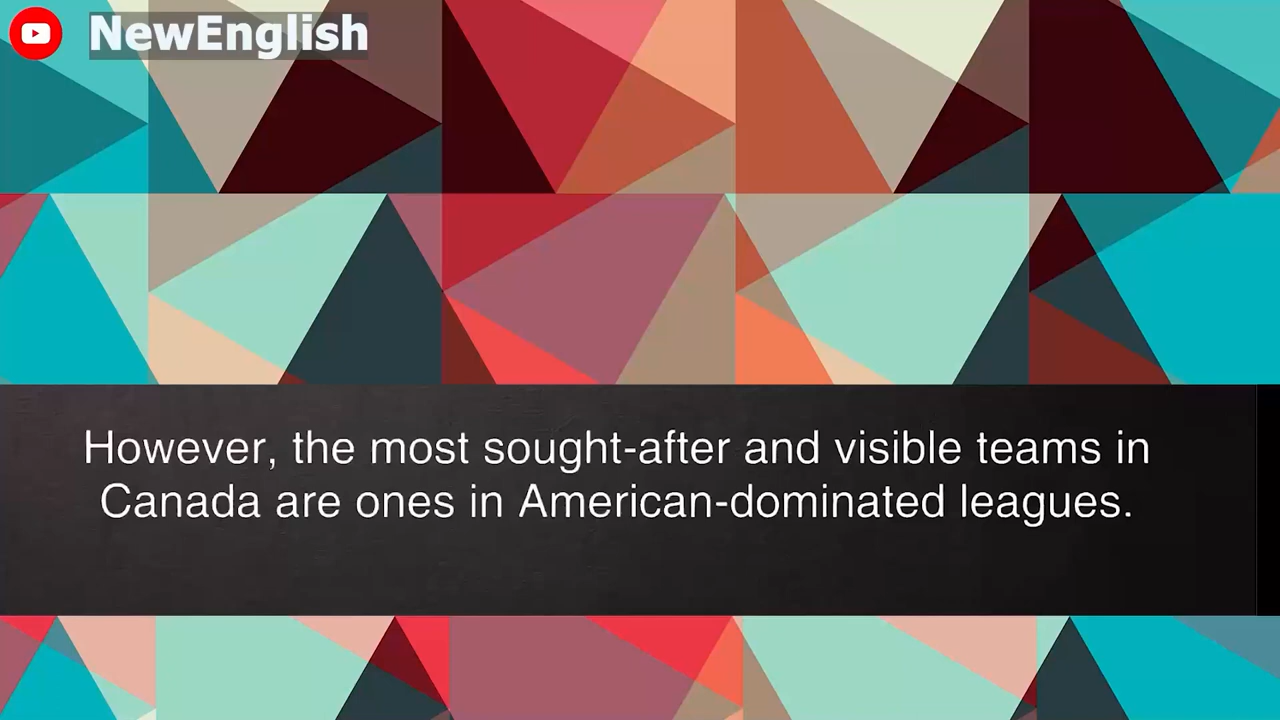 NewEnglish
However, the most sought-after and visible teams in
Canada are ones in American-dominated leagues.